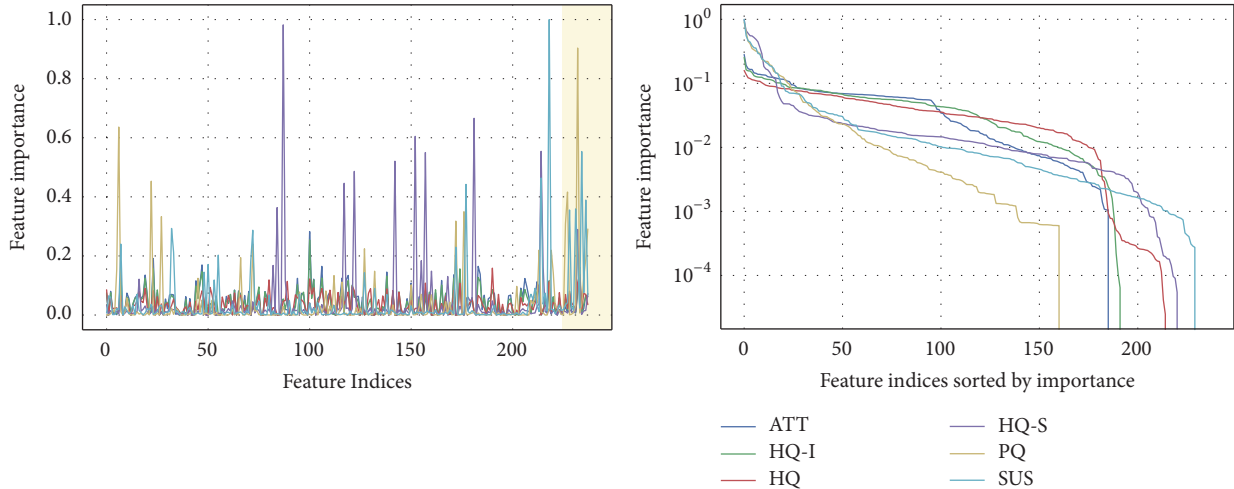 1.0
0.8
0.6
0.4
0.2
0.0
Feature importance
0
50
100
150
200
Feature Indices
10^0
10^−1
10^−2
10^−3
10^−4
Feature importance
0
50
100
150
200
Feature indices sorted by importance
ATT
HQ-I
HQ
HQ-S
PQ
SUS